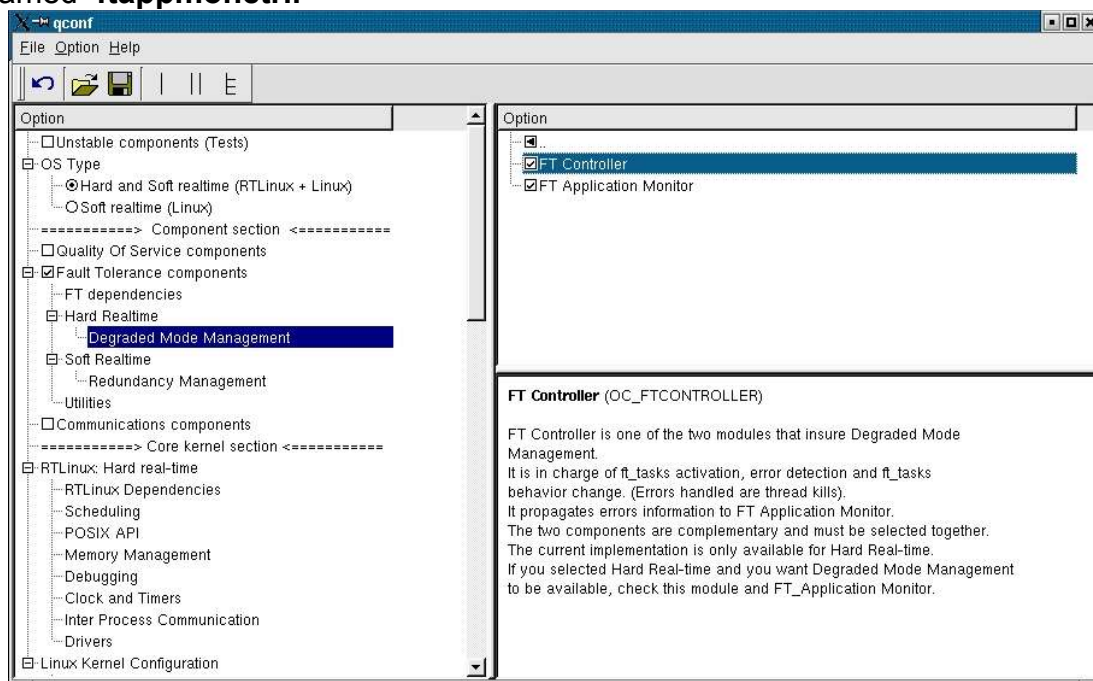 qconf
File Option Help
Option
Unstable components (Tests)
OS Type
Hard and Soft realtime (RTLinux + Linux)
Soft realtime (Linux)
===========> Component section <===========
Quality Of Service components
Fault Tolerance components
FT dependencies
Hard Realtime
Degraded Mode Management
Soft Realtime
Redundancy Management
Utilities
Communications components
===========> Core kernel section <===========
RTLinux: Hard real-time
RTLinux Dependencies
Scheduling
POSIX API
Memory Management
Debugging
Clock and Timers
Inter Process Communication
Drivers
Linux Kernel Configuration
Option
..
FT Controller
FT Application Monitor
FT Controller (OC_FTCONTROLLER)
FT Controller is one of the two modules that insure Degraded Mode
Management.
It is in charge of ft_tasks activation, error detection and ft_tasks
behavior change. (Errors handled are thread kills).
It propagates errors information to FT Application Monitor.
The two components are complementary and must be selected together.
The current implementation is only available for Hard Real-time.
If you selected Hard Real-time and you want Degraded Mode Management
to be available, check this module and FT_Application Monitor.